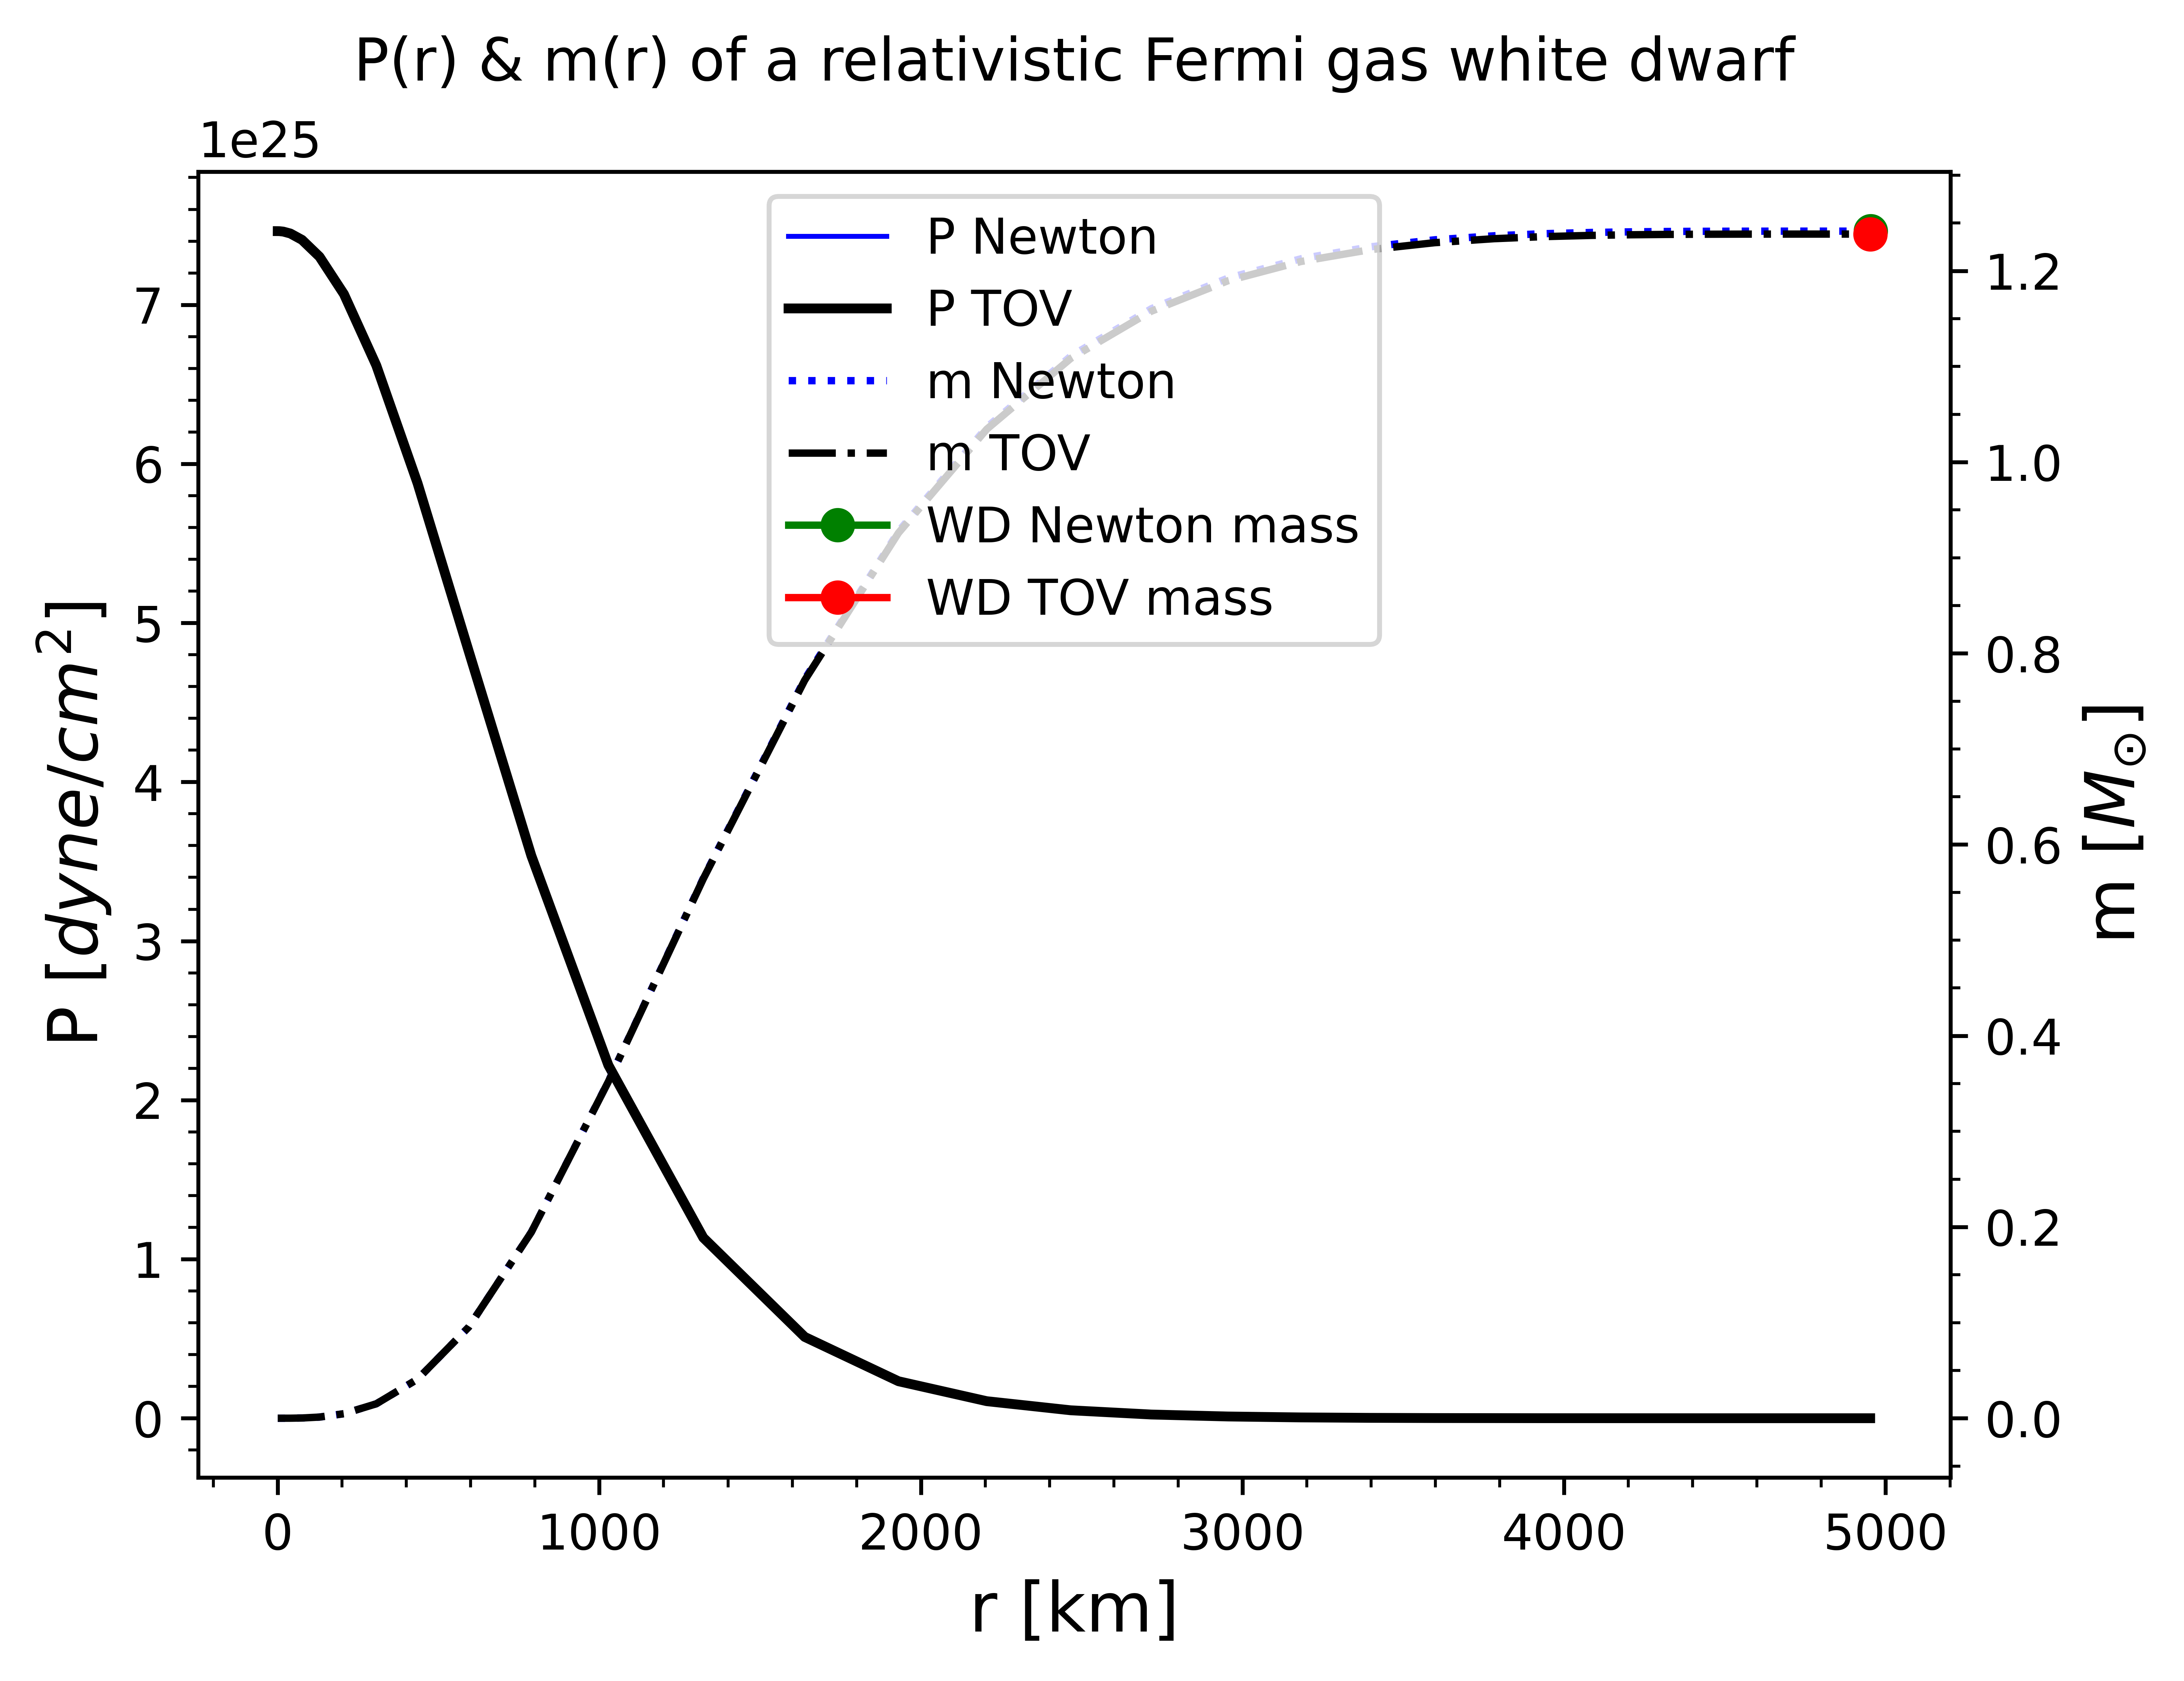 P(r) & m(r) of a relativistic Fermi gas white dwarf
1e25
P Newton
P TOV
m Newton
m TOV
WD Newton mass
WD TOV mass
7
6
5
4
3
2
1
0
P [dyne/cm²]
1.2
1.0
0.8
0.6
0.4
0.2
0.0
m [M☉]
0 1000 2000 3000 4000 5000
r [km]